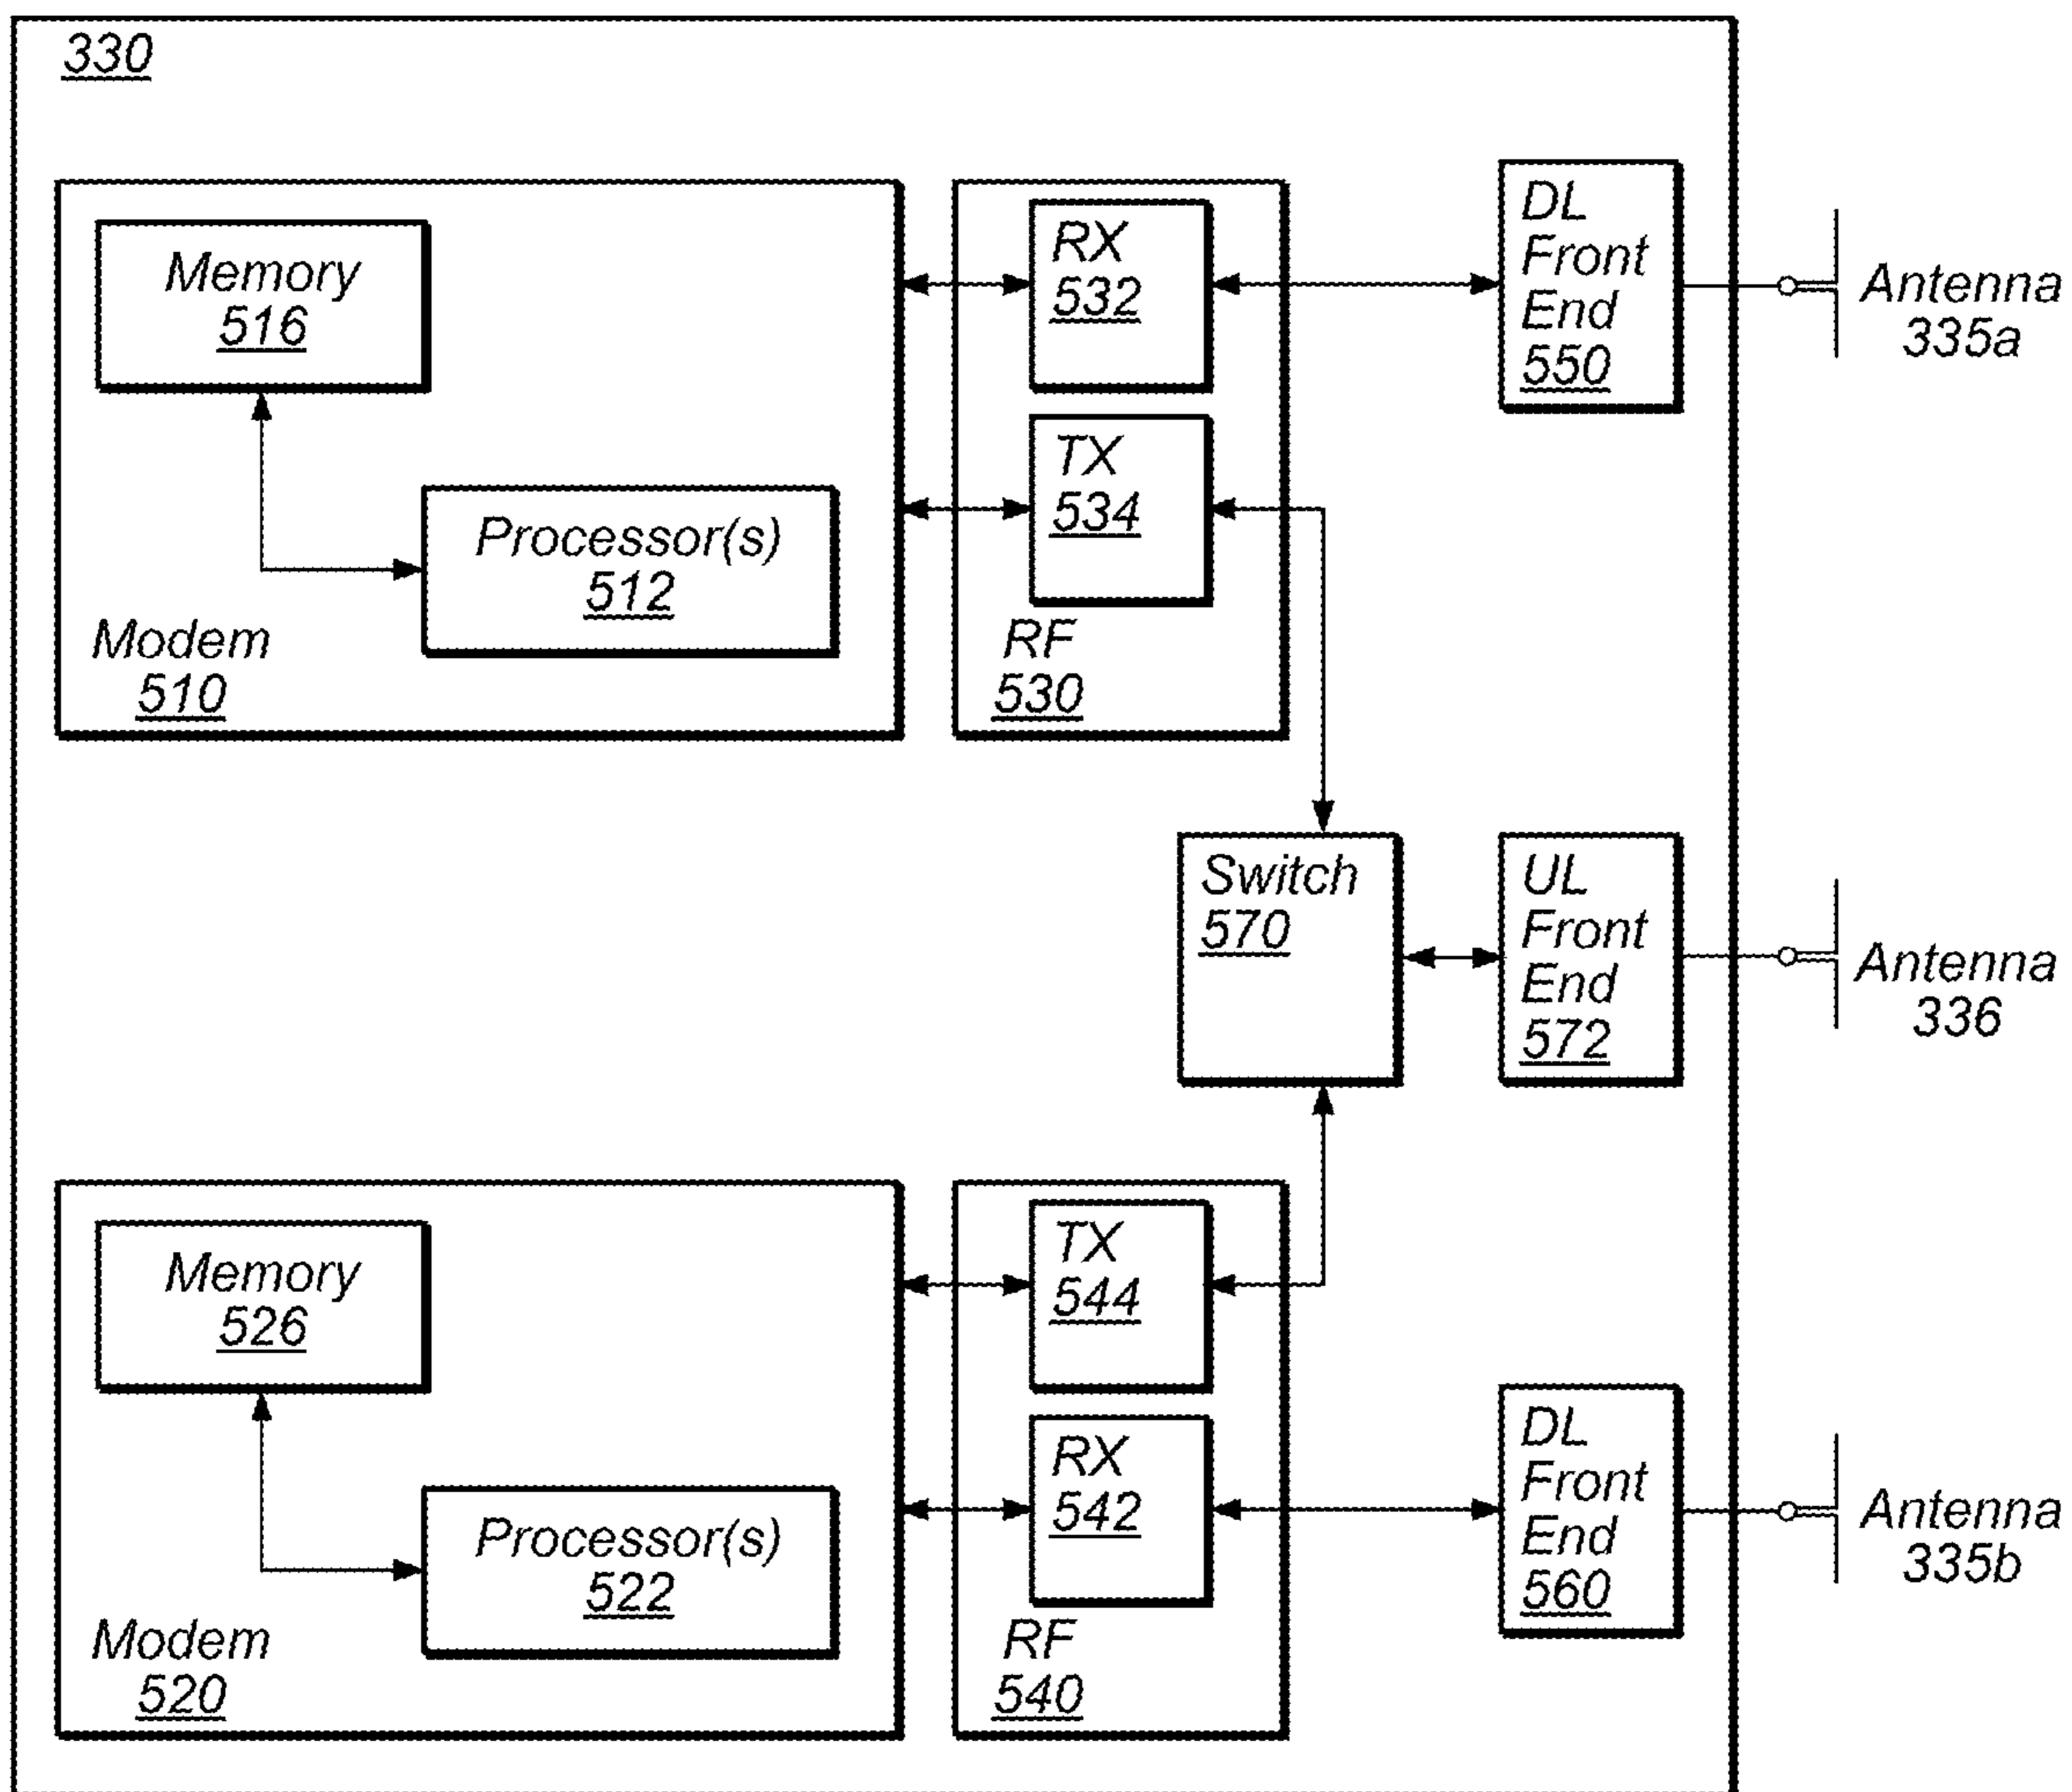 330
Memory
516
Processor(s)
512
Modem
510
RX
532
TX
534
RF
530
DL
Front
End
550
Antenna
335a
Switch
570
UL
Front
End
572
Antenna
336
Memory
526
Processor(s)
522
Modem
520
TX
544
RX
542
RF
540
DL
Front
End
560
Antenna
335b